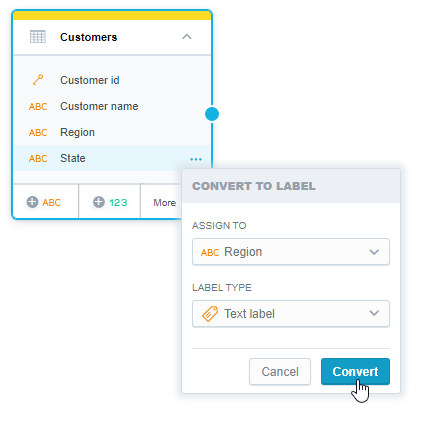 Customers
Customer id
ABC Customer name
ABC Region
ABC State
ABC 123 More
CONVERT TO LABEL
ASSIGN TO
ABC Region
LABEL TYPE
Text label
Cancel Convert